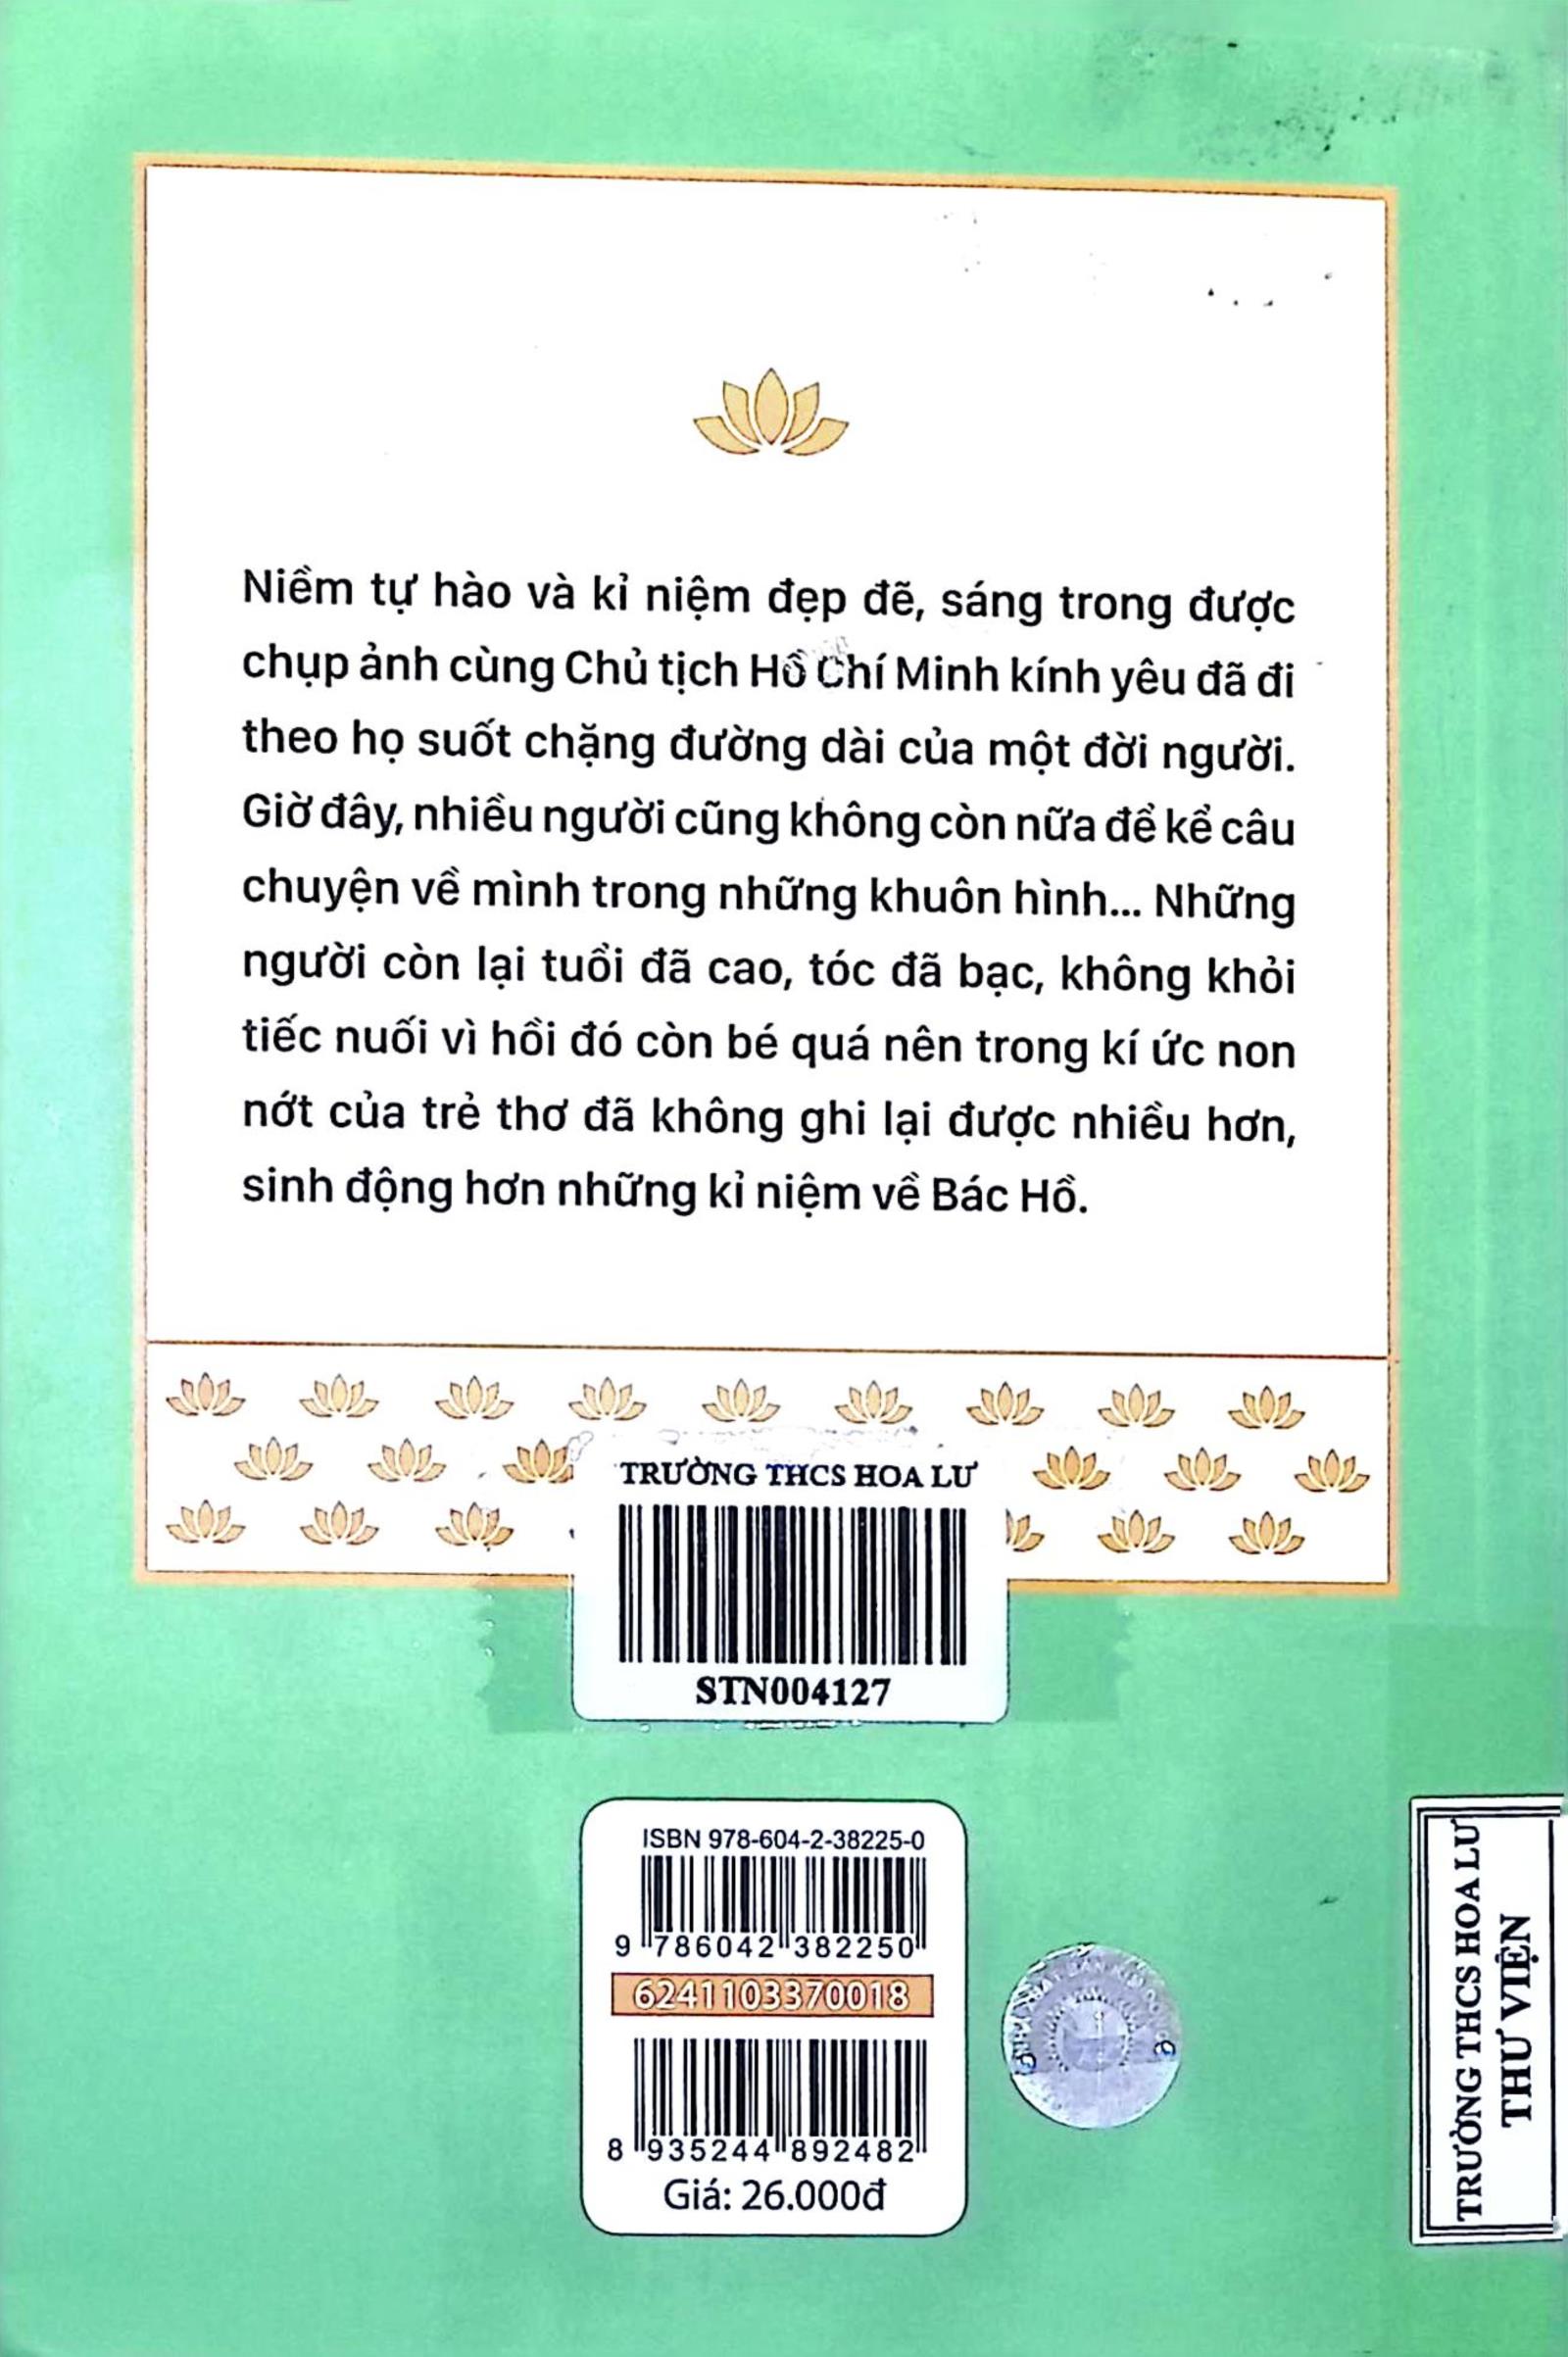 Niềm tự hào và kỉ niệm đẹp đẽ, sáng trong được
chụp ảnh cùng Chủ tịch Hồ Chí Minh kính yêu đã đi
theo họ suốt chặng đường dài của một đời người.
Giờ đây, nhiều người cũng không còn nữa để kể câu
chuyện về mình trong những khuôn hình... Những
người còn lại tuổi đã cao, tóc đã bạc, không khỏi
tiếc nuối vì hồi đó còn bé quá nên trong kí ức non
nớt của trẻ thơ đã không ghi lại được nhiều hơn,
sinh động hơn những kỉ niệm về Bác Hồ.
TRƯỜNG THCS HOA LƯ
STN004127
ISBN 978-604-2-38225-0
9 786042 382250
6241103370018
8 935244 892482
Giá: 26.000đ
TRƯỜNG THCS HOA LƯ
THƯ VIỆN